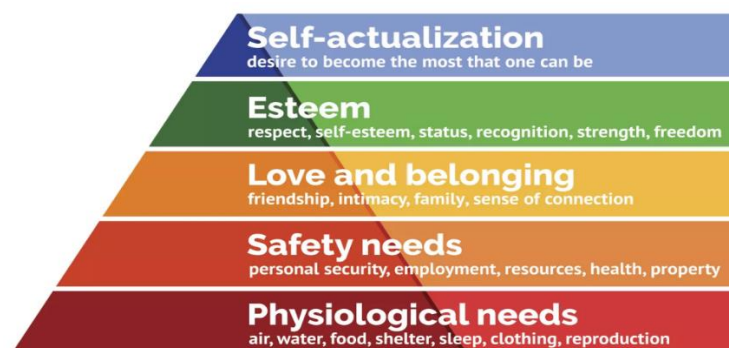 Self-actualization
desire to become the most that one can be
Esteem
respect, self-esteem, status, recognition, strength, freedom
Love and belonging
friendship, intimacy, family, sense of connection
Safety needs
personal security, employment, resources, health, property
Physiological needs
air, water, food, shelter, sleep, clothing, reproduction